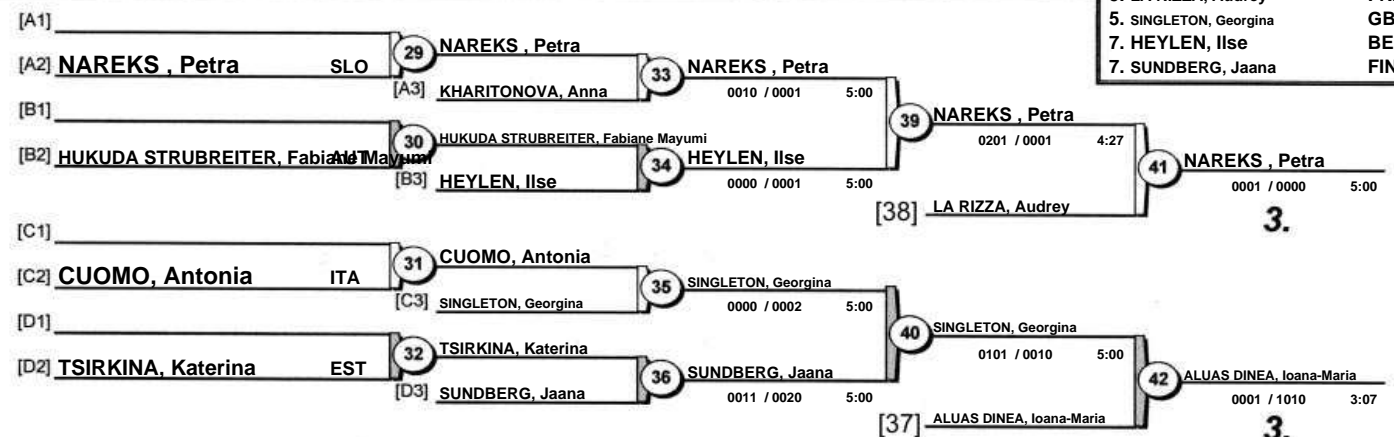 5. SINGLETON, Georgina GB
7. HEYLEN, Ilse BE
7. SUNDBERG, Jaana FIN
[A1]
[A2] NAREKS , Petra SLO
29
NAREKS , Petra
[A3] KHARITONOVA, Anna
33
NAREKS , Petra
0010 / 0001 5:00
[B1]
[B2] HUKUDA STRUBREITER, Fabiane Mayumi AUT
30
HUKUDA STRUBREITER, Fabiane Mayumi
[B3] HEYLEN, Ilse
34
HEYLEN, Ilse
0000 / 0001 5:00
39
NAREKS , Petra
0201 / 0001 4:27
[38] LA RIZZA, Audrey
41
NAREKS , Petra
0001 / 0000 5:00
3.
[C1]
[C2] CUOMO, Antonia ITA
31
CUOMO, Antonia
[C3] SINGLETON, Georgina
35
SINGLETON, Georgina
0000 / 0002 5:00
[D1]
[D2] TSIRKINA, Katerina EST
32
TSIRKINA, Katerina
[D3] SUNDBERG, Jaana
36
SUNDBERG, Jaana
0011 / 0020 5:00
40
SINGLETON, Georgina
0101 / 0010 5:00
[37] ALUAS DINEA, Ioana-Maria
42
ALUAS DINEA, Ioana-Maria
0001 / 1010 3:07
3.